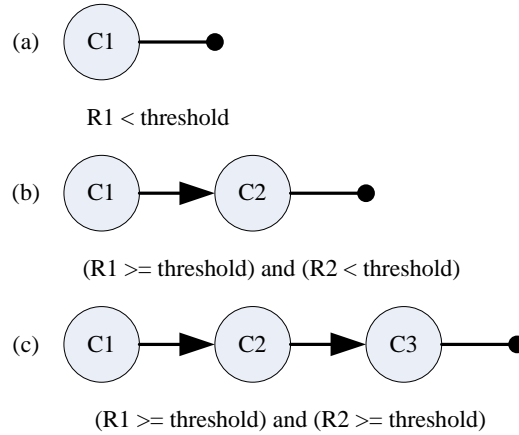 (a) C1
R1 < threshold
(b) C1 C2
(R1 >= threshold) and (R2 < threshold)
(c) C1 C2 C3
(R1 >= threshold) and (R2 >= threshold)